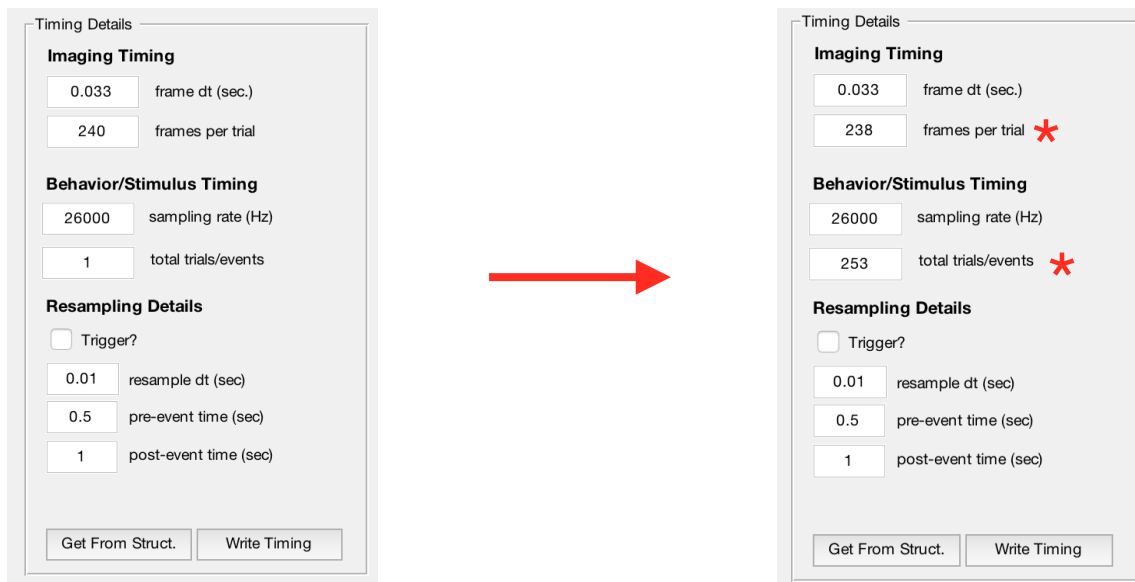 Timing Details
Imaging Timing
0.033 frame dt (sec.)
240 frames per trial
Behavior/Stimulus Timing
26000 sampling rate (Hz)
1 total trials/events
Resampling Details
Trigger?
0.01 resample dt (sec)
0.5 pre-event time (sec)
1 post-event time (sec)
Get From Struct. Write Timing
Timing Details
Imaging Timing
0.033 frame dt (sec.)
238 frames per trial *
Behavior/Stimulus Timing
26000 sampling rate (Hz)
253 total trials/events *
Resampling Details
Trigger?
0.01 resample dt (sec)
0.5 pre-event time (sec)
1 post-event time (sec)
Get From Struct. Write Timing